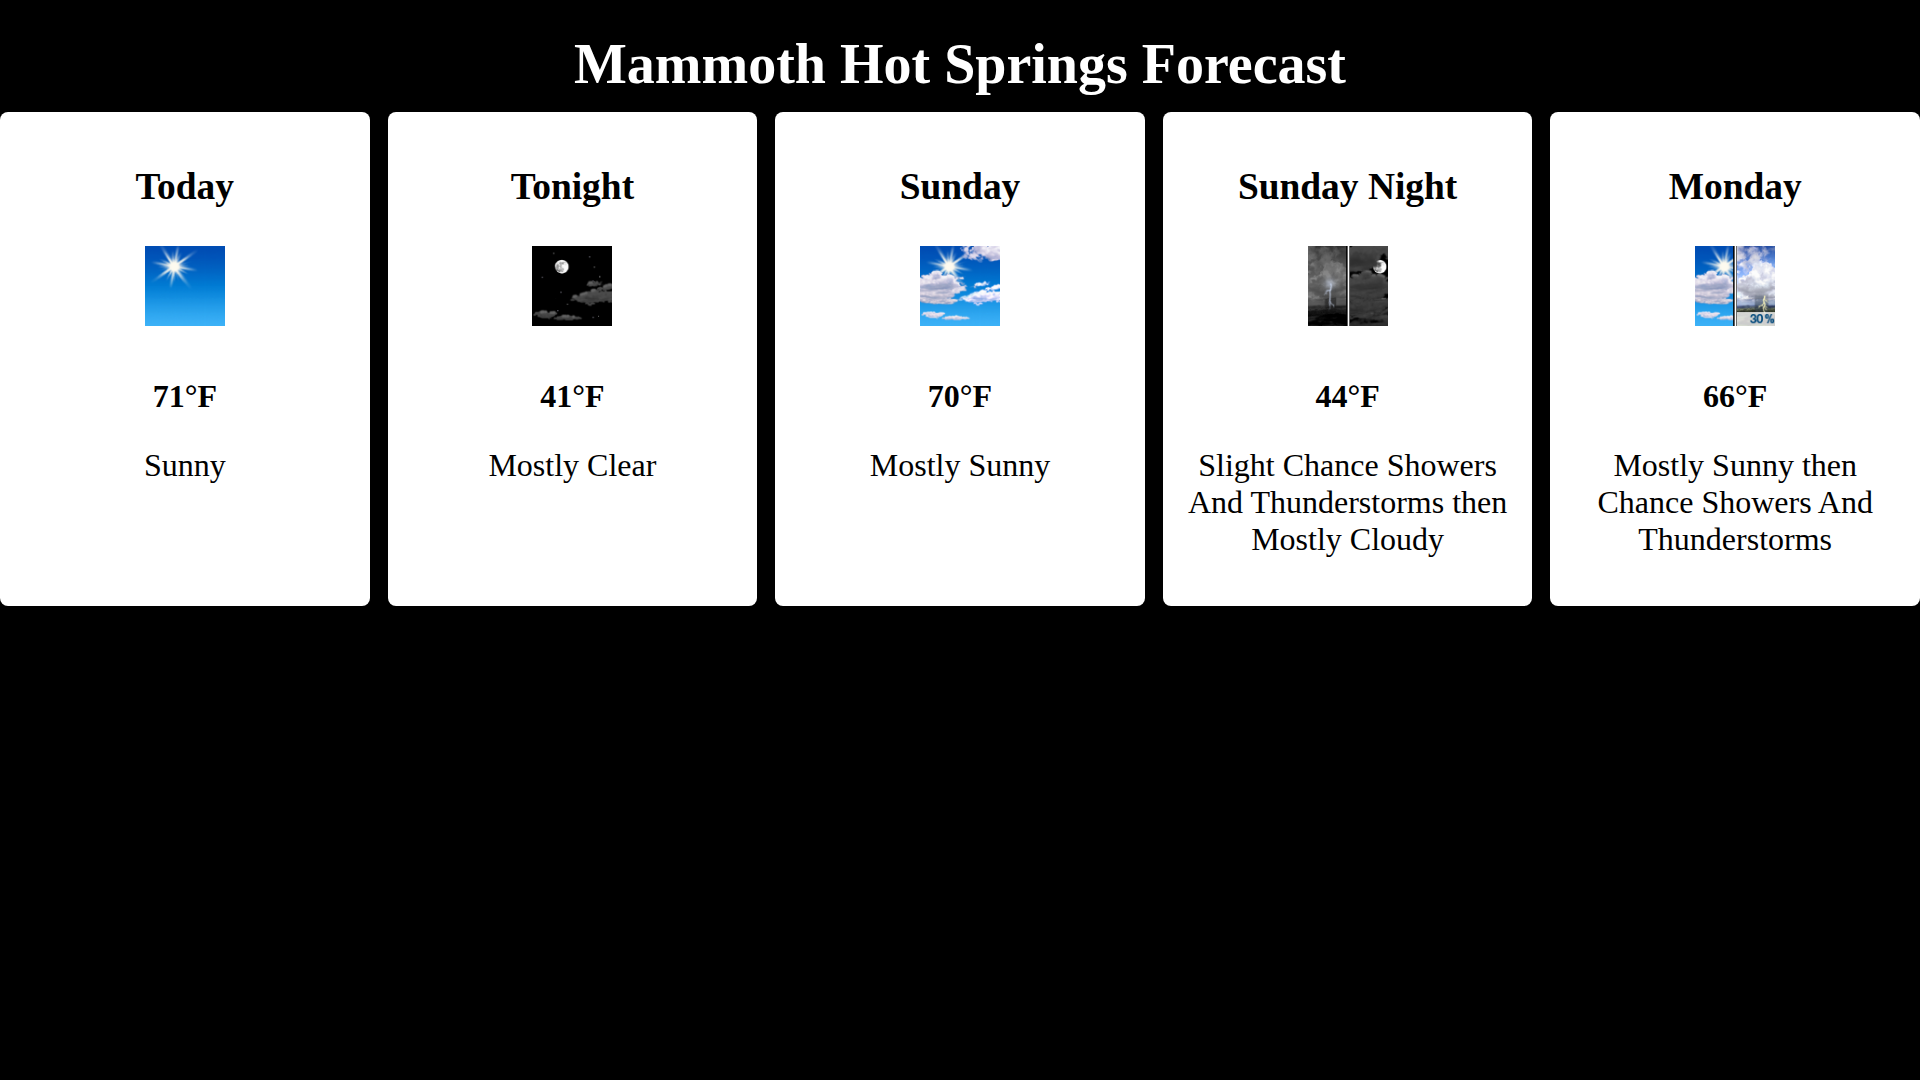 Mammoth Hot Springs Forecast
Today
71°F
Sunny
Tonight
41°F
Mostly Clear
Sunday
70°F
Mostly Sunny
Sunday Night
44°F
Slight Chance Showers
And Thunderstorms then
Mostly Cloudy
Monday
30%
66°F
Mostly Sunny then
Chance Showers And
Thunderstorms